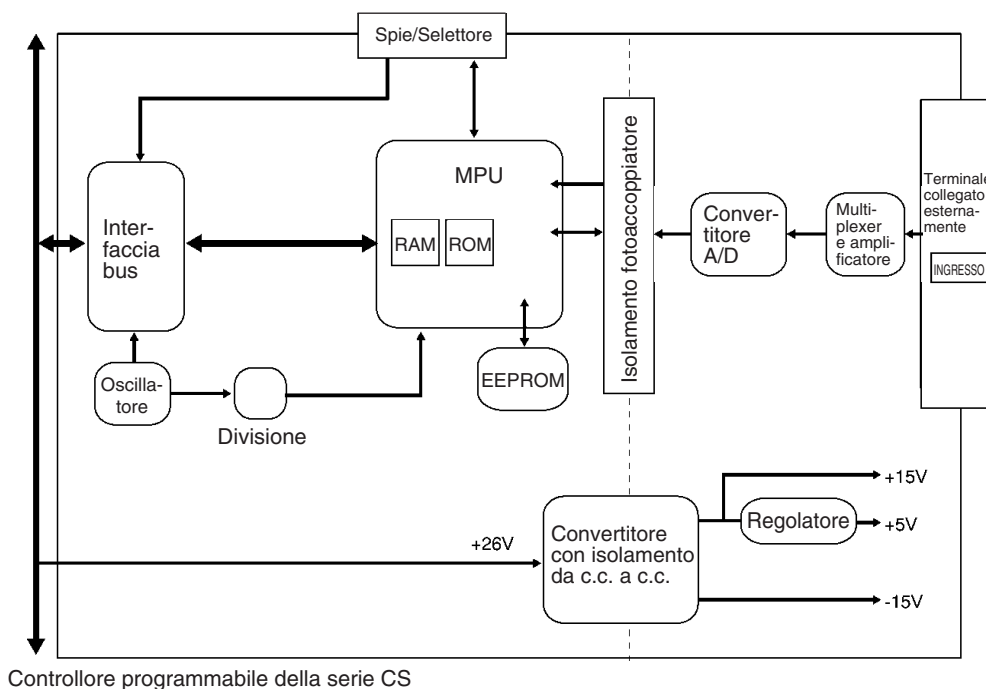 Spie/Selettore
MPU
RAM
ROM
Inter-
faccia
bus
Isolamento fotoaccoppiatore
Conver-
titore
A/D
Multi-
plexer
e ampli-
ficatore
Terminale
collegato
esterna-
mente
INGRESSO
EEPROM
Oscilla-
tore
Divisione
+26V
Convertitore
con isolamento
da c.c. a c.c.
+15V
Regolatore
+5V
-15V
Controllore programmabile della serie CS